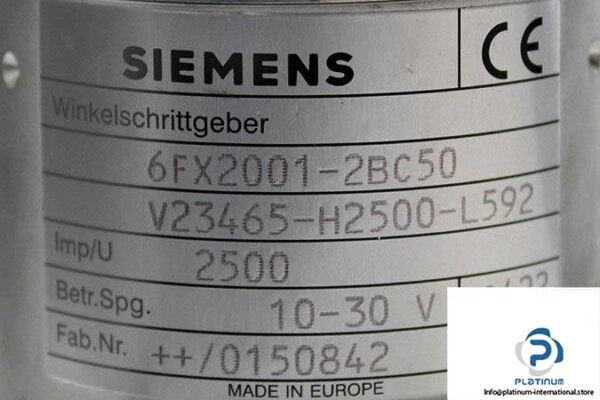 SIEMENS
CE
Winkelschrittgeber
6FX2001-2BC50
V23465-H2500-L592
Imp/U 2500
Betr.Spg. 10-30 V
Fab.Nr. ++/0150842
MADE IN EUROPE
PLATINUM
Info@platinum-international.store